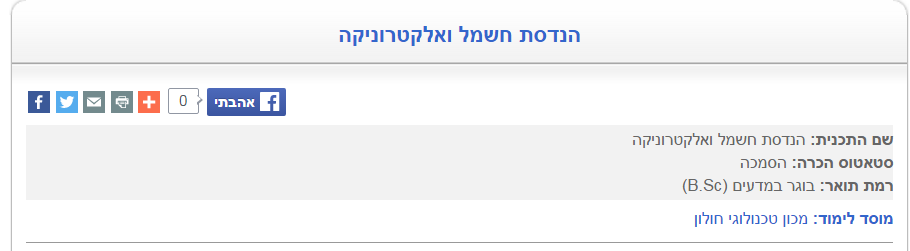 הנדסת חשמל ואלקטרוניקה
0 אהבתי
שם התכנית: הנדסת חשמל ואלקטרוניקה
סטאטוס הכרה: הסמכה
רמת תואר: בוגר במדעים (B.Sc)
מוסד לימוד: מכון טכנולוגי חולון